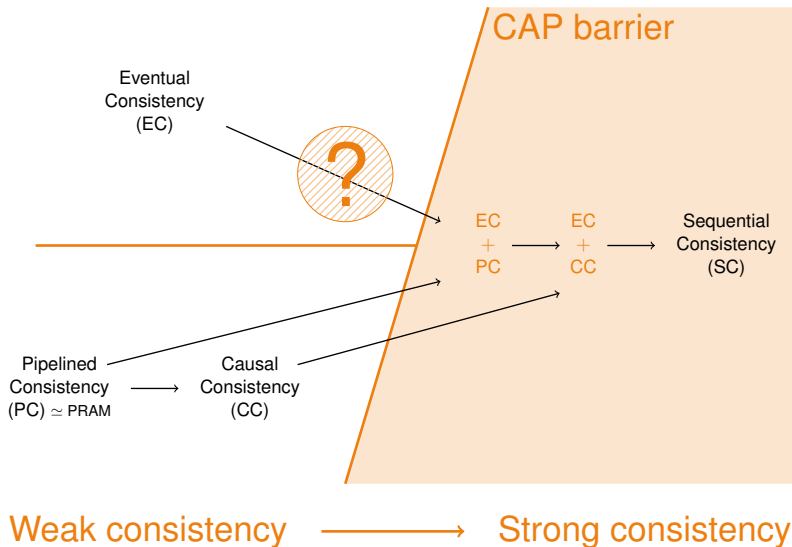 CAP barrier
Eventual
Consistency
(EC)
?
EC
+
PC
EC
+
CC
Sequential
Consistency
(SC)
Pipelined
Consistency
(PC) ≃ PRAM
Causal
Consistency
(CC)
Weak consistency
Strong consistency